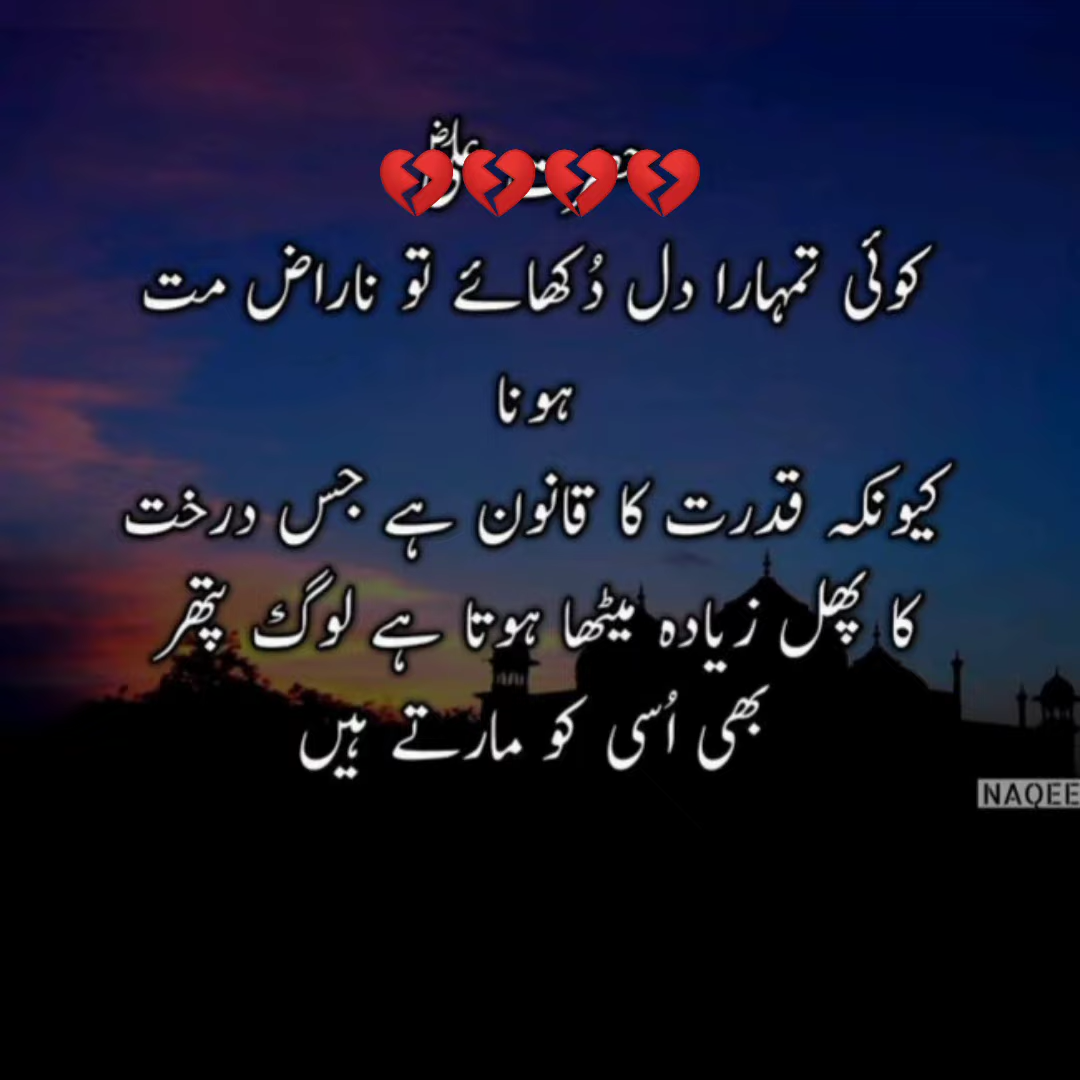 علیؓ
💔💔💔💔
کوئی تمہارا دل دُکھائے تو ناراض مت
ہونا
کیونکہ قدرت کا قانون ہے جس درخت
کا پھل زیادہ میٹھا ہوتا ہے لوگ پتھر
بھی اُسی کو مارتے ہیں
NAQEE